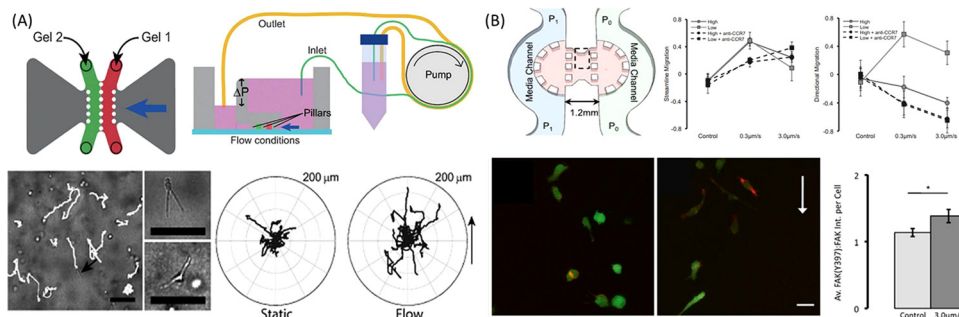 (A)
Gel 2 Gel 1
Outlet
Inlet
ΔP
Pump
Pillars
Flow conditions
200 μm
200 μm
Static
Flow
(B)
P₁
P₀
Media Channel
Media Channel
P₁
P₀
1.2mm
Streamline Migration
0.8
0.4
0
-0.4
-0.8
High
Low
High + anti-CCR7
Low + anti-CCR7
Control 0.3μm/s 3.0μm/s
Directional Migration
0.8
0.4
0
-0.4
-0.8
High
Low
High + anti-CCR7
Low + anti-CCR7
Control 0.3μm/s 3.0μm/s
Av. FAK(Y397):FAK Int. per Cell
2
1
0
*
Control 3.0μm/